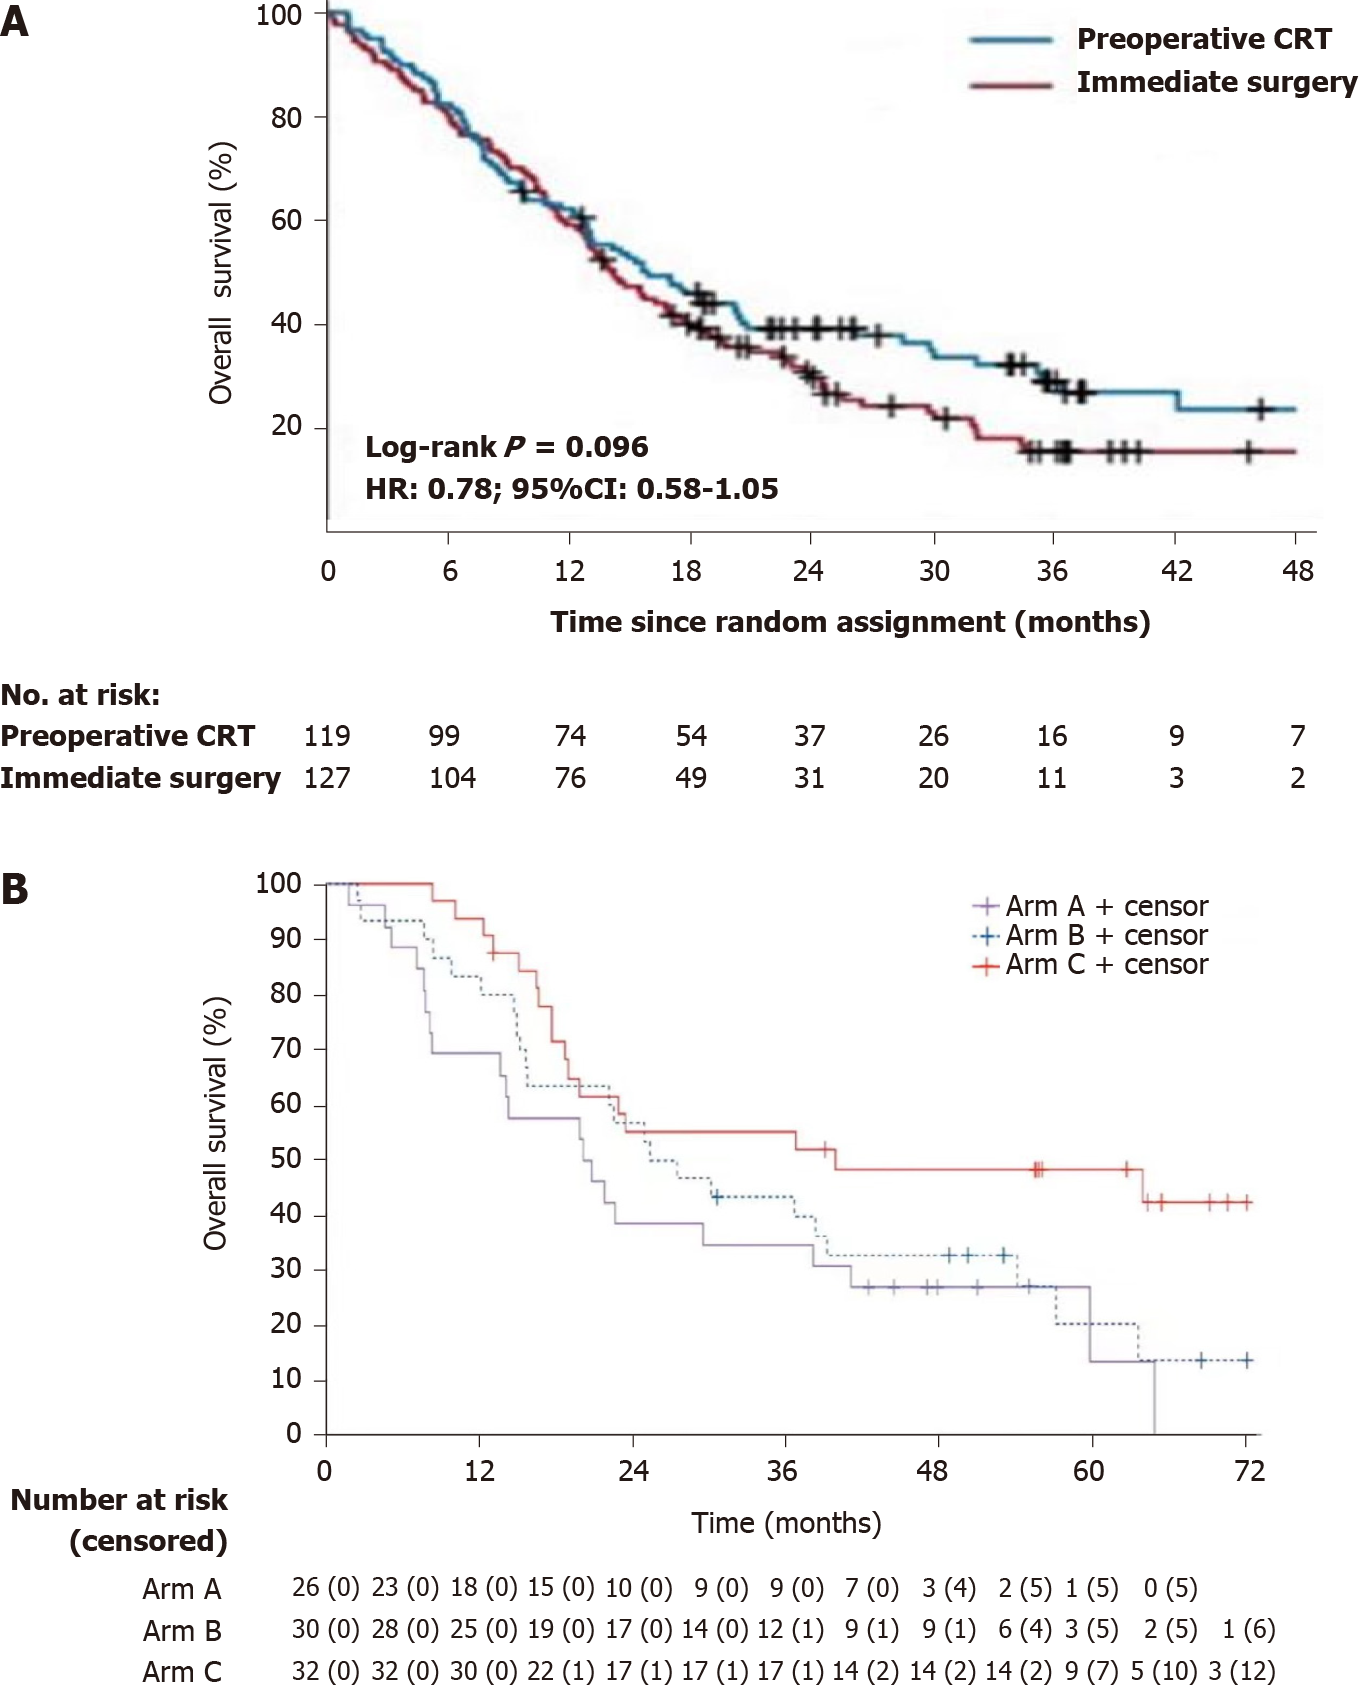 A
Preoperative CRT
Immediate surgery
100
80
60
40
20
Overall survival (%)
Log-rank P = 0.096
HR: 0.78; 95%CI: 0.58-1.05
0 6 12 18 24 30 36 42 48
Time since random assignment (months)
No. at risk:
Preoperative CRT 119 99 74 54 37 26 16 9 7
Immediate surgery 127 104 76 49 31 20 11 3 2
B
Arm A + censor
Arm B + censor
Arm C + censor
100
90
80
70
60
50
40
30
20
10
0
Overall survival (%)
0 12 24 36 48 60 72
Time (months)
Number at risk
(censored)
Arm A 26 (0) 23 (0) 18 (0) 15 (0) 10 (0) 9 (0) 9 (0) 7 (0) 3 (4) 2 (5) 1 (5) 0 (5)
Arm B 30 (0) 28 (0) 25 (0) 19 (0) 17 (0) 14 (0) 12 (1) 9 (1) 9 (1) 6 (4) 3 (5) 2 (5) 1 (6)
Arm C 32 (0) 32 (0) 30 (0) 22 (1) 17 (1) 17 (1) 17 (1) 14 (2) 14 (2) 14 (2) 9 (7) 5 (10) 3 (12)